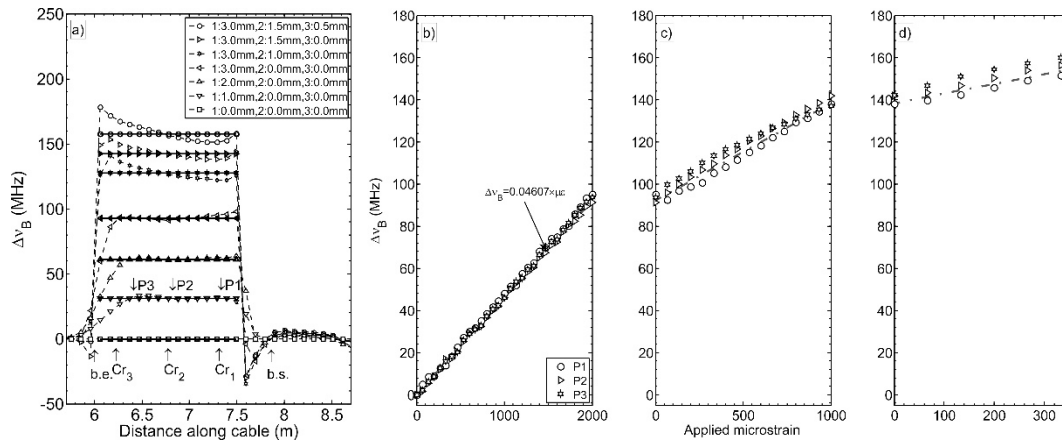 a)
1:3.0mm,2:1.5mm,3:0.5mm
1:3.0mm,2:1.5mm,3:0.0mm
1:3.0mm,2:1.0mm,3:0.0mm
1:3.0mm,2:0.0mm,3:0.0mm
1:2.0mm,2:0.0mm,3:0.0mm
1:1.0mm,2:0.0mm,3:0.0mm
1:0.0mm,2:0.0mm,3:0.0mm
250
200
150
100
50
0
-50
Δν_B (MHz)
↓P3 ↓P2 ↓P1
b.e. Cr_3 Cr_2 Cr_1 b.s.
6 6.5 7 7.5 8 8.5
Distance along cable (m)
b)
180
160
140
120
100
80
60
40
20
0
Δν_B (MHz)
Δν_B=0.04607×με
P1
P2
P3
0 1000 2000
c)
180
160
140
120
100
80
60
40
20
0
0 500 1000
Applied microstrain
d)
180
160
140
120
100
80
60
40
20
0
0 100 200 300